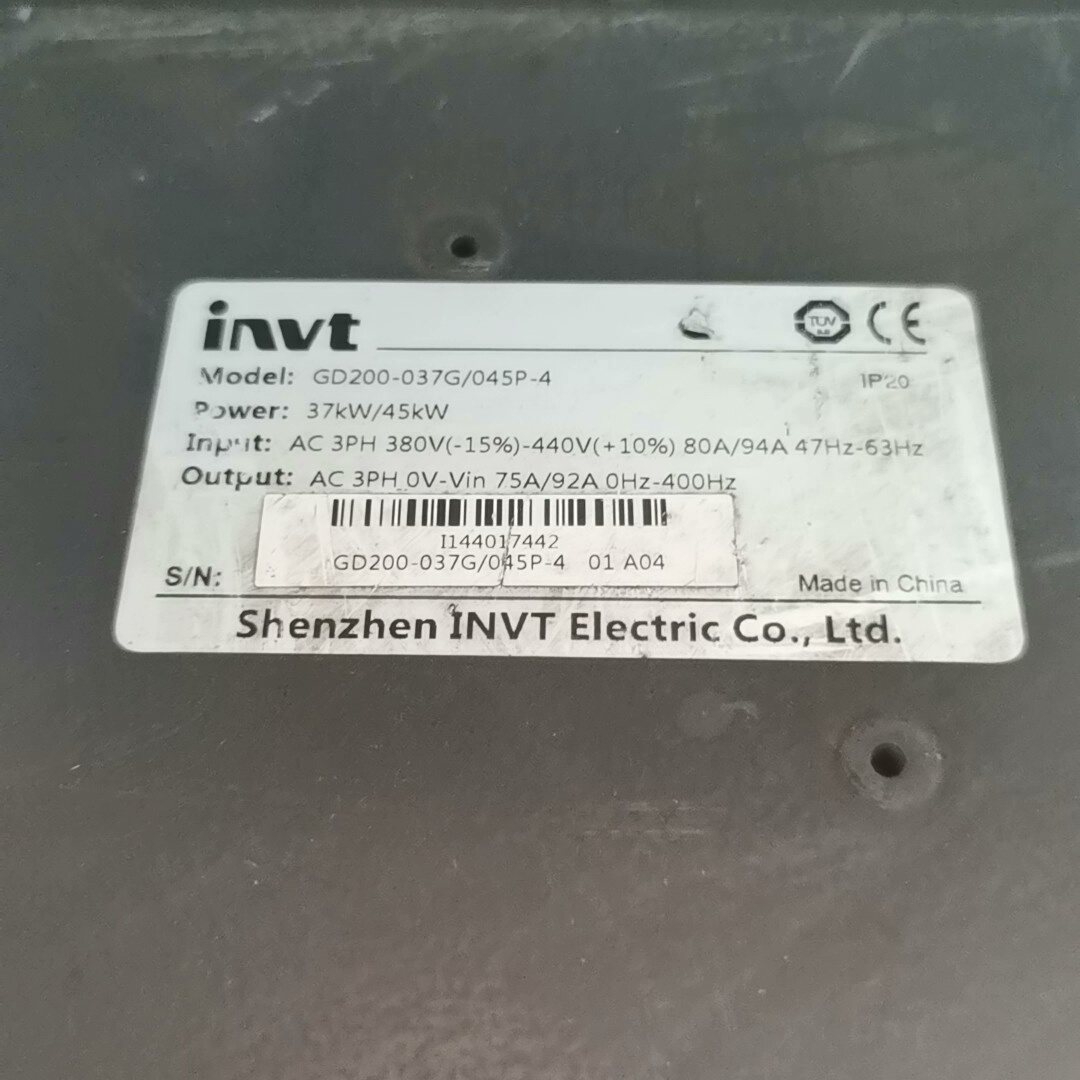 invt
TÜV CE
Model: GD200-037G/045P-4 IP20
Power: 37kW/45kW
Input: AC 3PH 380V(-15%)-440V(+10%) 80A/94A 47Hz-63Hz
Output: AC 3PH 0V-Vin 75A/92A 0Hz-400Hz
I144017442
GD200-037G/045P-4 01 A04
S/N:
Made in China
Shenzhen INVT Electric Co., Ltd.